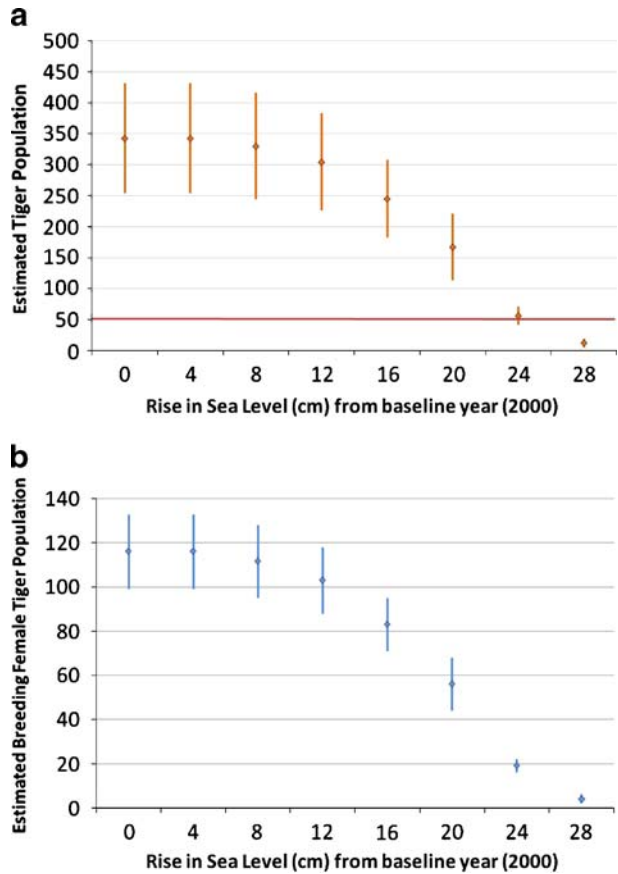 a
Estimated Tiger Population
500
450
400
350
300
250
200
150
100
50
0
0 4 8 12 16 20 24 28
Rise in Sea Level (cm) from baseline year (2000)
b
Estimated Breeding Female Tiger Population
140
120
100
80
60
40
20
0
0 4 8 12 16 20 24 28
Rise in Sea Level (cm) from baseline year (2000)